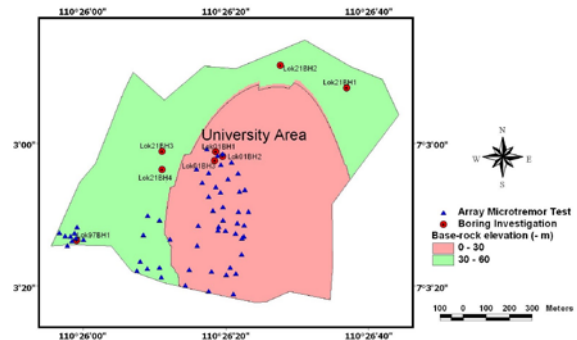 110°26'00" 110°26'20" 110°26'40"
Lok21BH2
Lok21BH1
University Area
3'00"
7°3'00"
Lok21BH3
Lok01BH1
Lok01BH2
Lok01BH3
Lok21BH4
Lok97BH1
N
W E
S
Array Microtremor Test
Boring Investigation
Base-rock elevation (- m)
0 - 30
30 - 60
3'20"
7°3'20"
100 0 100 200 300 Meters
110°26'00" 110°26'20" 110°26'40"